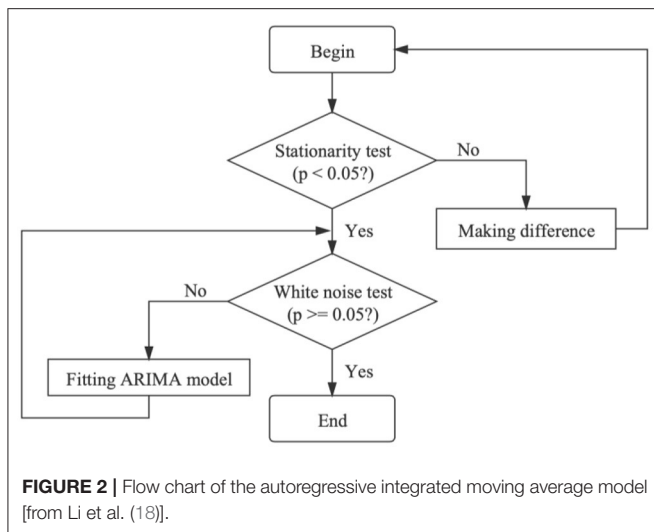 Begin
Stationarity test
(p < 0.05?)
No
Making difference
Yes
White noise test
(p >= 0.05?)
No
Fitting ARIMA model
Yes
End
FIGURE 2 | Flow chart of the autoregressive integrated moving average model
[from Li et al. (18)].